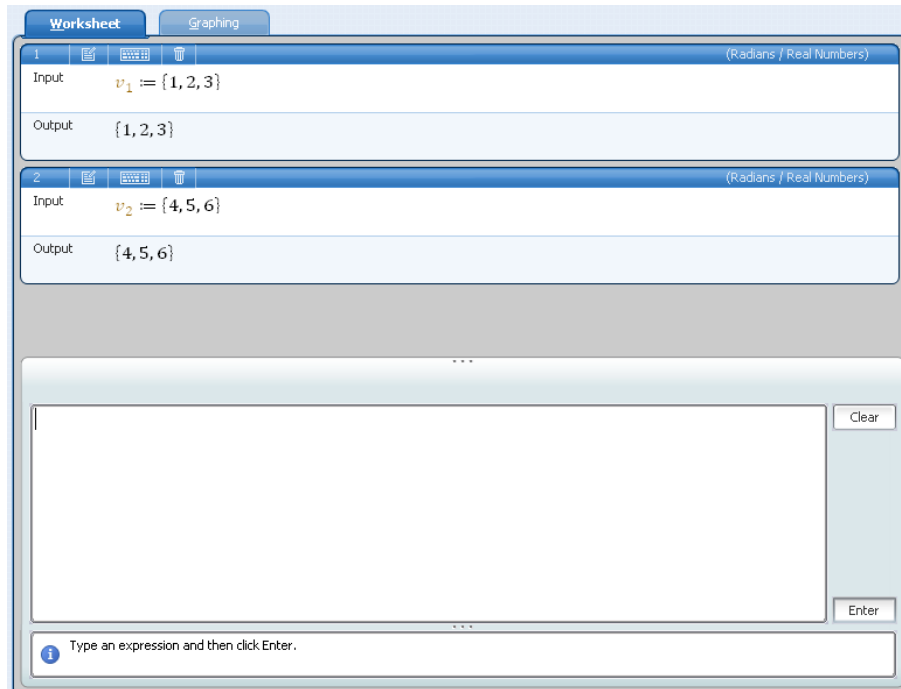 Worksheet Graphing
1 (Radians / Real Numbers)
Input v₁ := {1, 2, 3}
Output {1, 2, 3}
2 (Radians / Real Numbers)
Input v₂ := {4, 5, 6}
Output {4, 5, 6}
Clear
Enter
Type an expression and then click Enter.